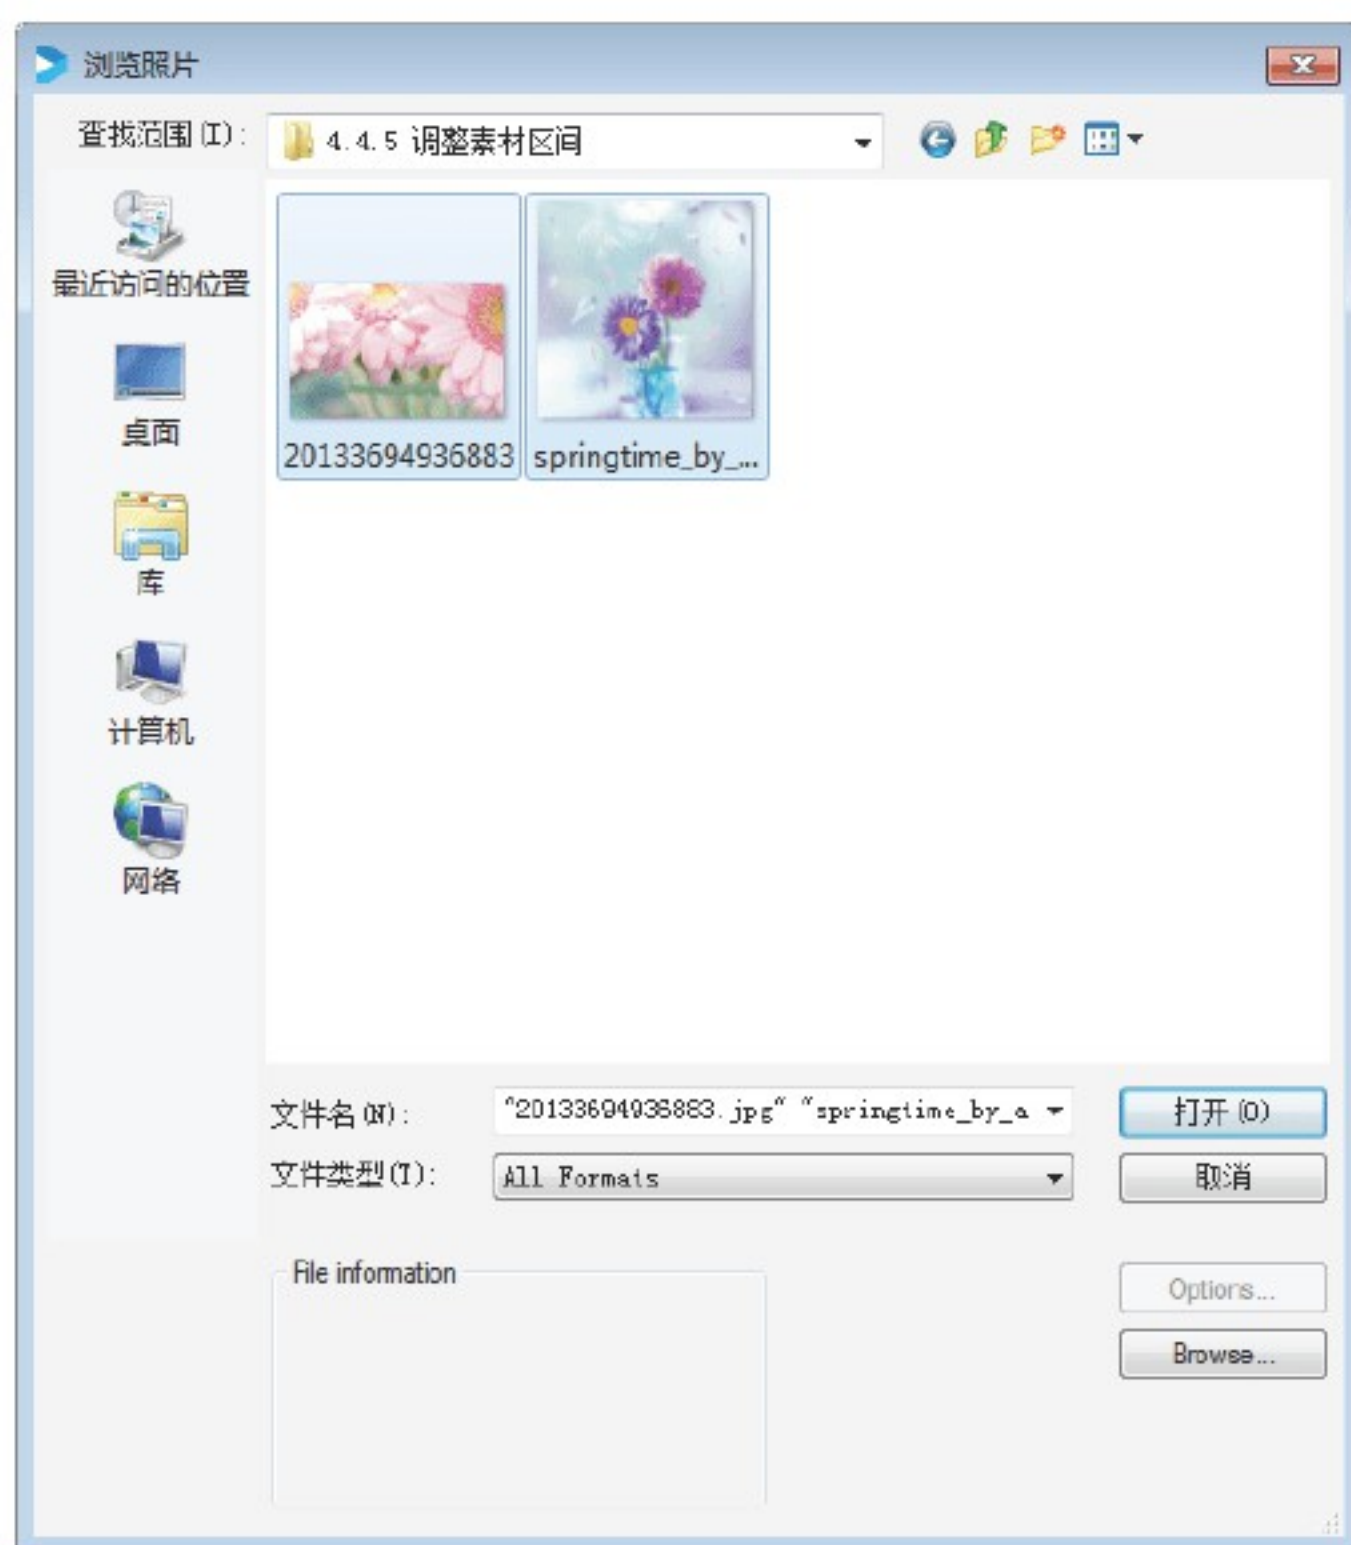 浏览照片
查找范围(I):
4.4.5 调整素材区间
最近访问的位置
桌面
库
计算机
网络
20133694936883
springtime_by_...
文件名(N):
"20133694936883.jpg" "springtime_by_a
打开(O)
文件类型(T):
All Formats
取消
File information
Options...
Browse...